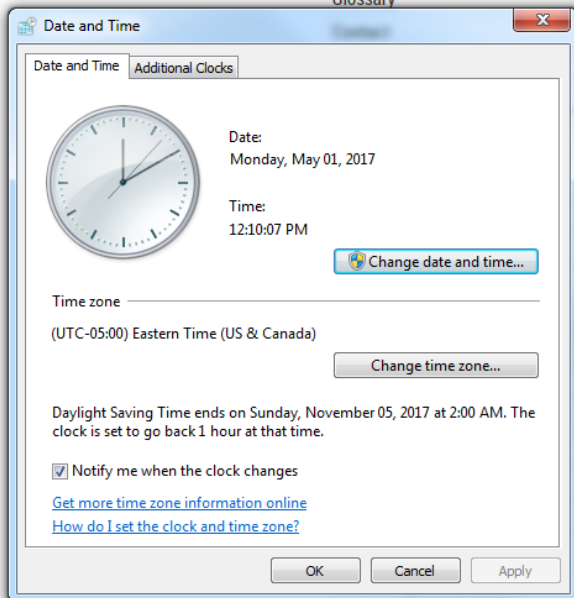 Glossary
Date and Time
Date and Time
Additional Clocks
Date:
Monday, May 01, 2017
Time:
12:10:07 PM
Change date and time...
Time zone
(UTC-05:00) Eastern Time (US & Canada)
Change time zone...
Daylight Saving Time ends on Sunday, November 05, 2017 at 2:00 AM. The
clock is set to go back 1 hour at that time.
Notify me when the clock changes
Get more time zone information online
How do I set the clock and time zone?
OK
Cancel
Apply